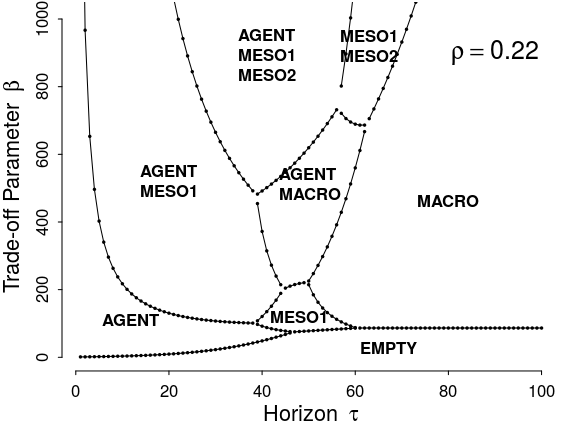 ρ = 0.22
AGENT
MESO1
MESO2
MESO1
MESO2
AGENT
MESO1
AGENT
MACRO
MACRO
AGENT
MESO1
EMPTY
Trade-off Parameter β
1000
800
600
400
200
0
0 20 40 60 80 100
Horizon τ